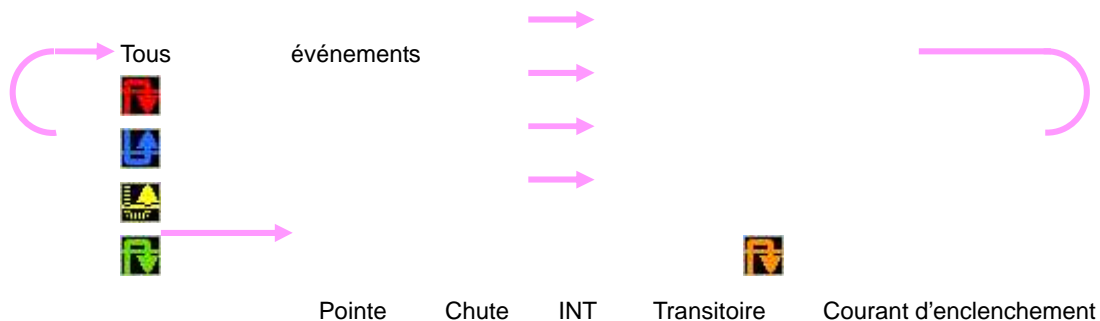 Tous événements
Pointe Chute INT Transitoire Courant d'enclenchement